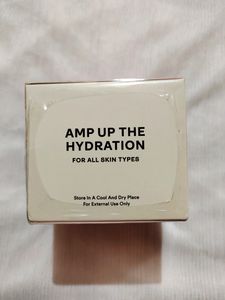 AMP UP THE
HYDRATION
FOR ALL SKIN TYPES
Store In A Cool And Dry Place
For External Use Only